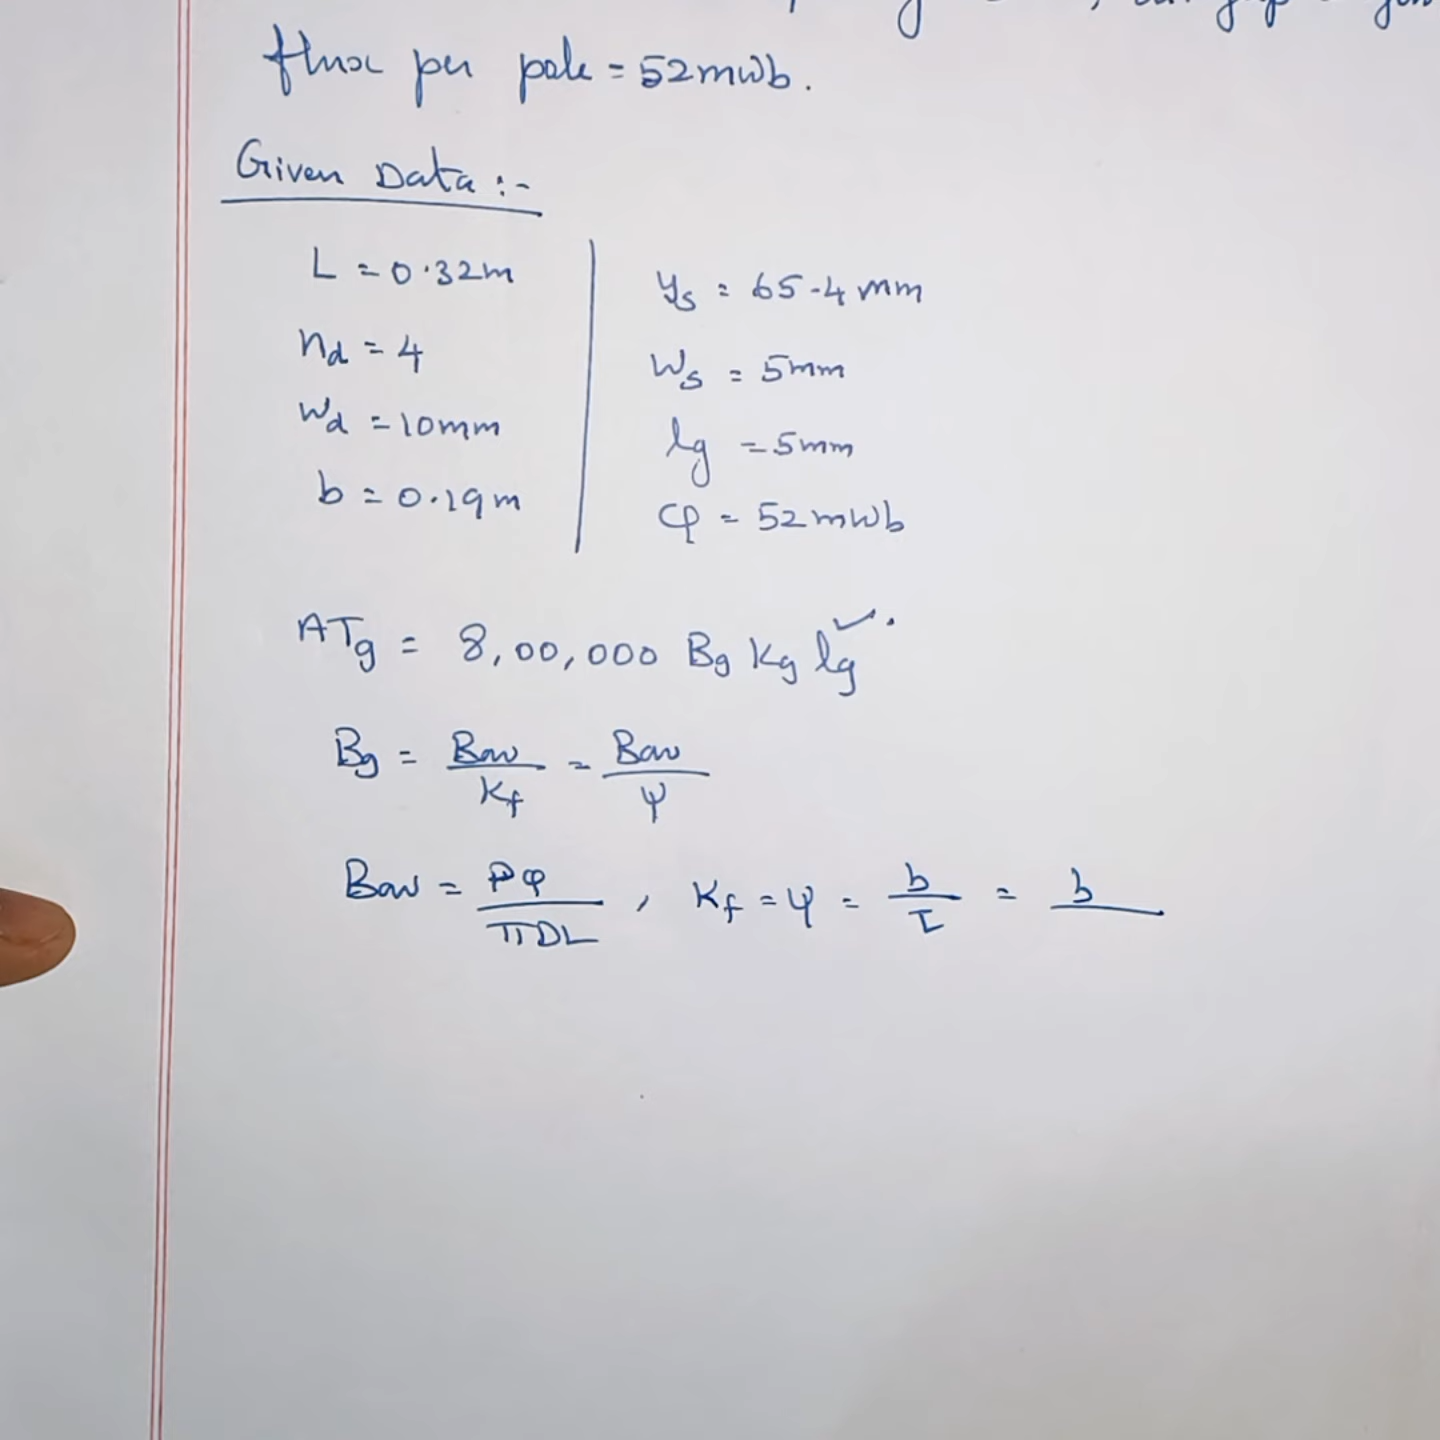 flux per pole = 52mwb.
Given Data :-
L = 0.32m
nd = 4
Wd = 10mm
b = 0.19m
ys = 65.4 mm
Ws = 5mm
lg = 5mm
φ = 52mWb
ATg = 8,00,000 Bg Kg lg ✓.
Bg = Bav/Kf = Bav/ψ
Bav = Pφ/πDL , Kf = ψ = b/τ = b/